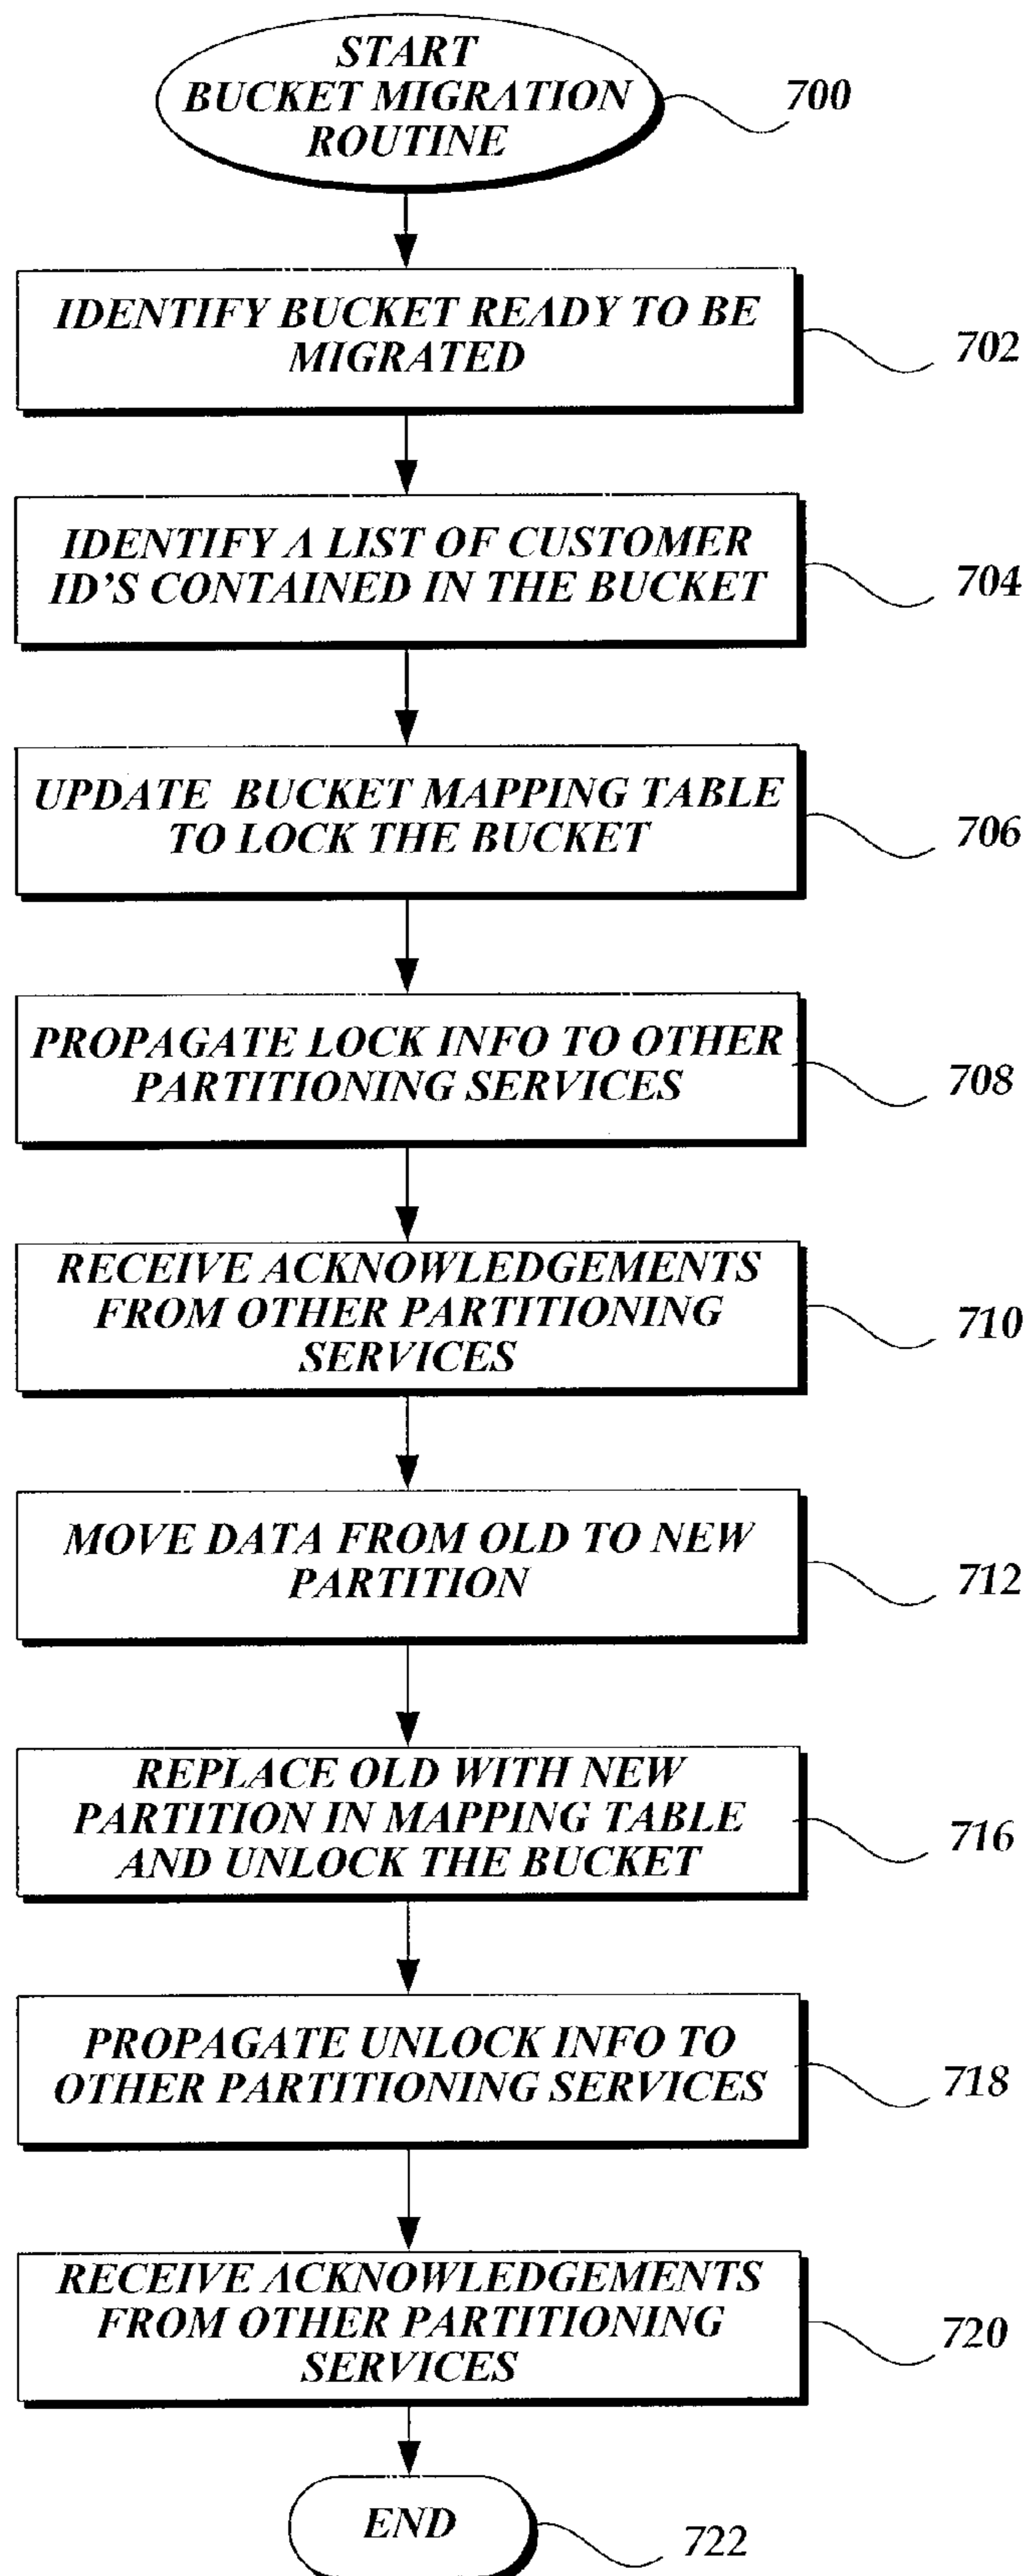 START
BUCKET MIGRATION
ROUTINE
700
IDENTIFY BUCKET READY TO BE
MIGRATED
702
IDENTIFY A LIST OF CUSTOMER
ID'S CONTAINED IN THE BUCKET
704
UPDATE BUCKET MAPPING TABLE
TO LOCK THE BUCKET
706
PROPAGATE LOCK INFO TO OTHER
PARTITIONING SERVICES
708
RECEIVE ACKNOWLEDGEMENTS
FROM OTHER PARTITIONING
SERVICES
710
MOVE DATA FROM OLD TO NEW
PARTITION
712
REPLACE OLD WITH NEW
PARTITION IN MAPPING TABLE
AND UNLOCK THE BUCKET
716
PROPAGATE UNLOCK INFO TO
OTHER PARTITIONING SERVICES
718
RECEIVE ACKNOWLEDGEMENTS
FROM OTHER PARTITIONING
SERVICES
720
END
722